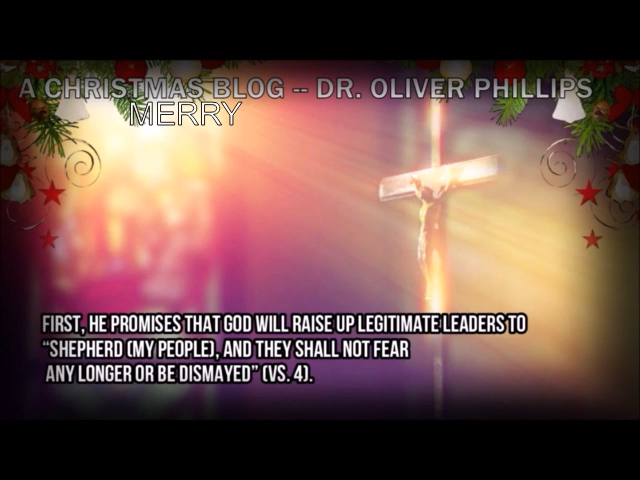 A CHRISTMAS BLOG -- DR. OLIVER PHILLIPS
MERRY
FIRST, HE PROMISES THAT GOD WILL RAISE UP LEGITIMATE LEADERS TO
“SHEPHERD (MY PEOPLE), AND THEY SHALL NOT FEAR
ANY LONGER OR BE DISMAYED” (VS. 4).